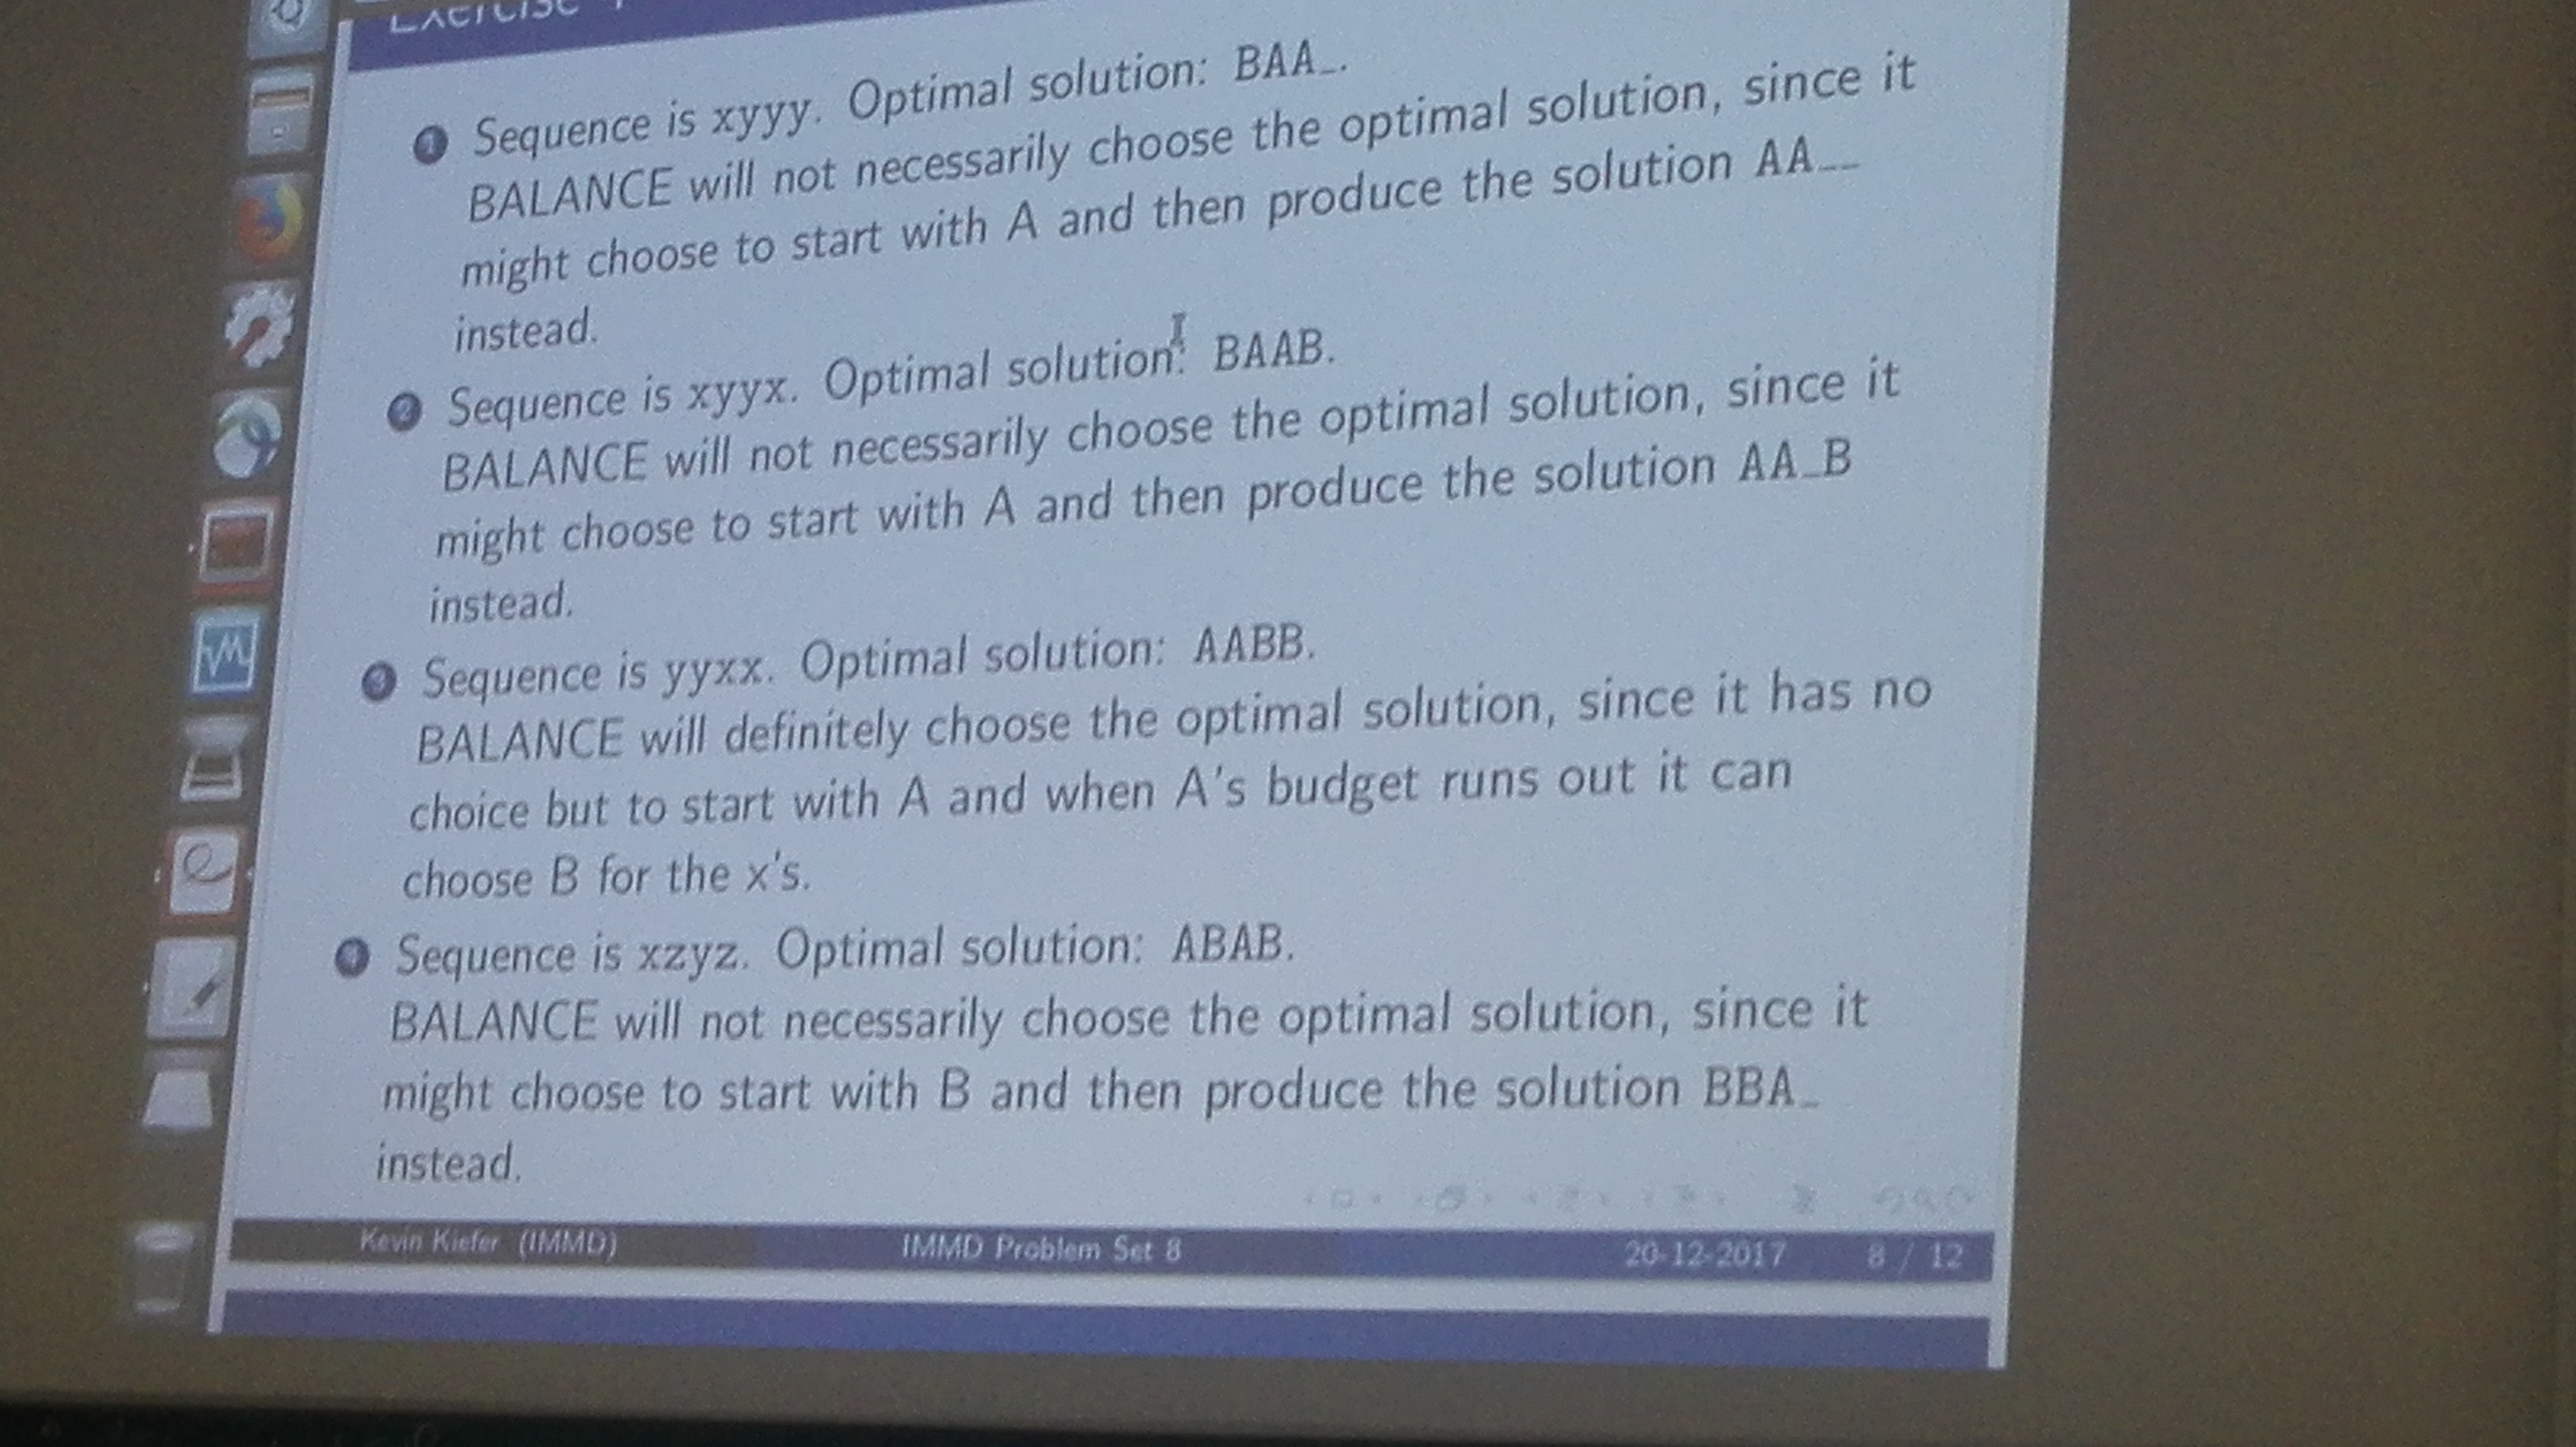 Exercise
1 Sequence is xyyy. Optimal solution: BAA_.
BALANCE will not necessarily choose the optimal solution, since it
might choose to start with A and then produce the solution AA__
instead.
2 Sequence is xyyx. Optimal solution: BAAB.
BALANCE will not necessarily choose the optimal solution, since it
might choose to start with A and then produce the solution AA_B
instead.
3 Sequence is yyxx. Optimal solution: AABB.
BALANCE will definitely choose the optimal solution, since it has no
choice but to start with A and when A's budget runs out it can
choose B for the x's.
4 Sequence is xzyz. Optimal solution: ABAB.
BALANCE will not necessarily choose the optimal solution, since it
might choose to start with B and then produce the solution BBA_
instead.
Kevin Kiefer (IMMD) IMMD Problem Set 8 20-12-2017 8 / 12